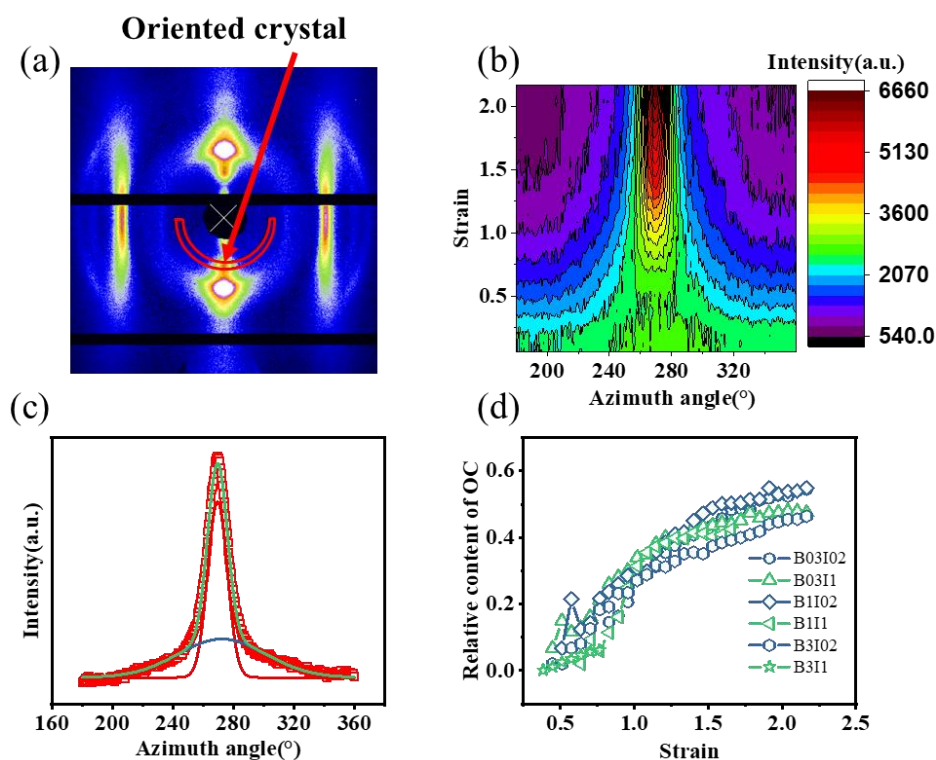 Oriented crystal
(a)
(b)
Intensity(a.u.)
2.0
1.5
1.0
0.5
Strain
200
240
280
320
Azimuth angle(°)
6660
5130
3600
2070
540.0
(c)
Intensity(a.u.)
160
200
240
280
320
360
Azimuth angle(°)
(d)
Relative content of OC
0.6
0.4
0.2
0.0
B03I02
B03I1
B1I02
B1I1
B3I02
B3I1
0.5
1.0
1.5
2.0
2.5
Strain